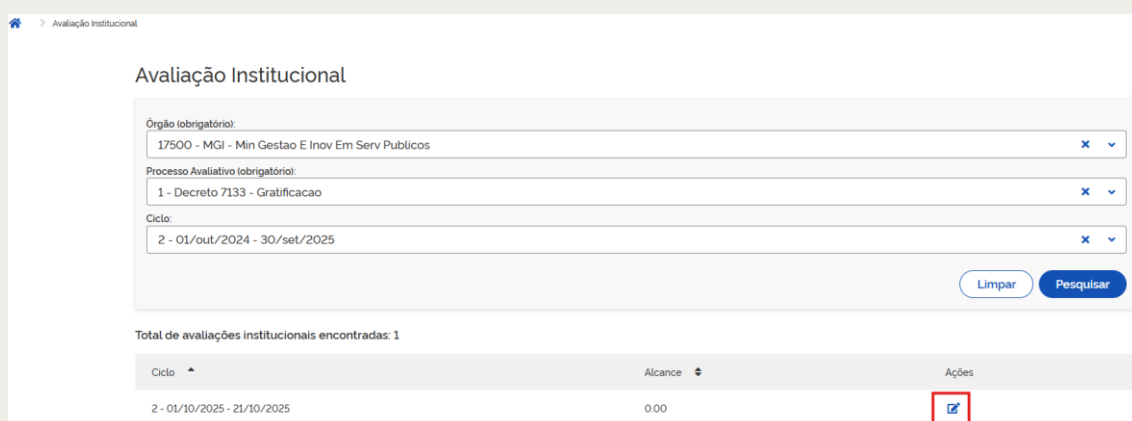 Avaliação Institucional
Avaliação Institucional
Órgão (obrigatório):
17500 - MGI - Min Gestao E Inov Em Serv Publicos
Processo Avaliativo (obrigatório):
1 - Decreto 7133 - Gratificacao
Ciclo:
2 - 01/out/2024 - 30/set/2025
Limpar Pesquisar
Total de avaliações institucionais encontradas: 1
Ciclo Alcance Ações
2 - 01/10/2025 - 21/10/2025 0.00